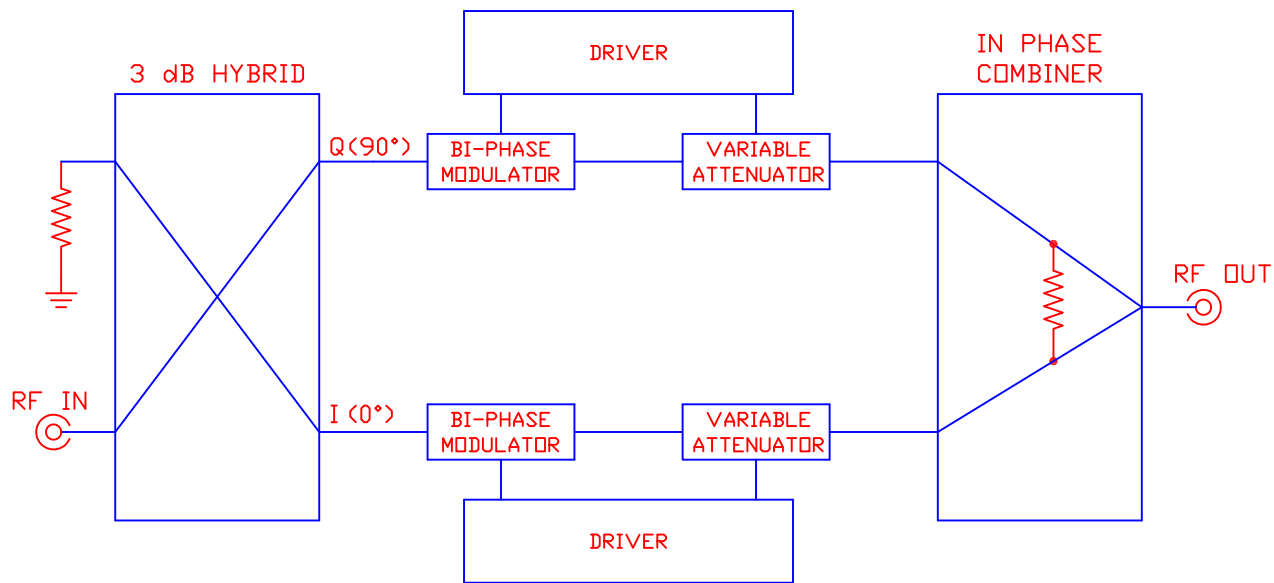 DRIVER
IN PHASE
COMBINER
3 dB HYBRID
Q(90°)
BI-PHASE
MODULATOR
VARIABLE
ATTENUATOR
RF OUT
RF IN
I(0°)
BI-PHASE
MODULATOR
VARIABLE
ATTENUATOR
DRIVER